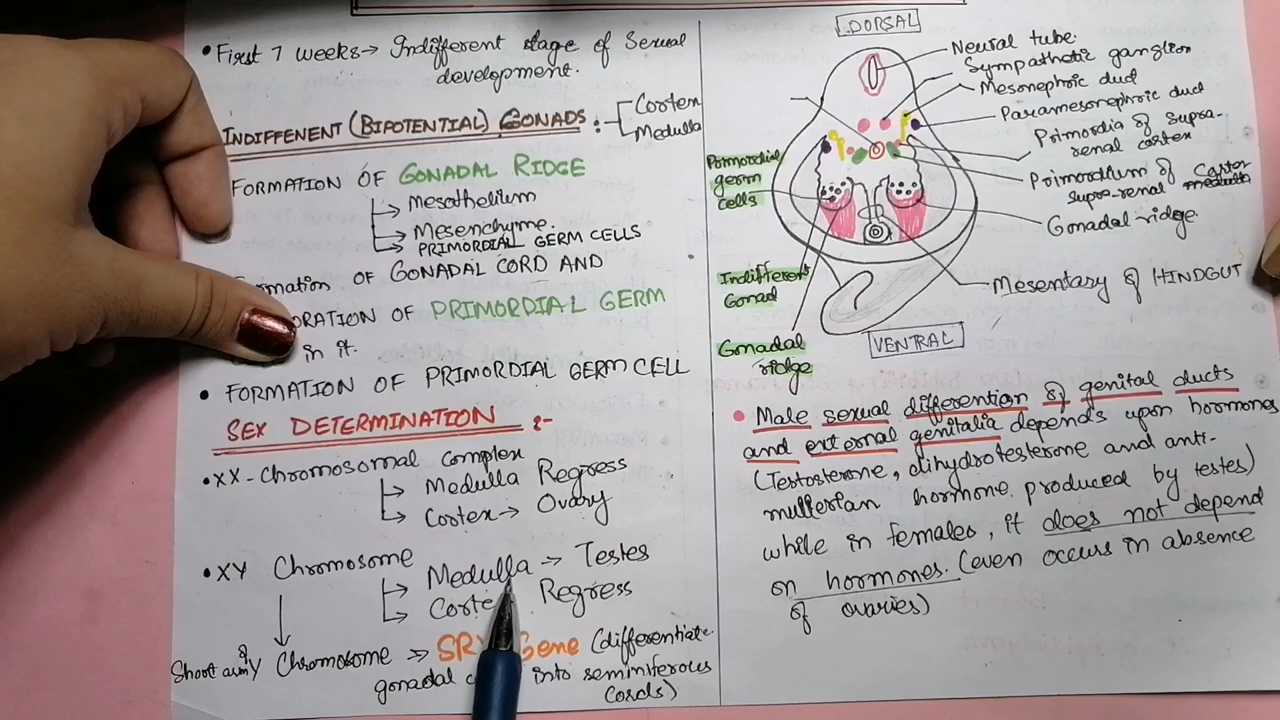 • First 7 weeks → Indifferent stage of Sexual
development.
INDIFFENENT (BIPOTENTIAL) GONADS :- Cortex
Medulla
FORMATION OF GONADAL RIDGE
→ Mesothelium
→ Mesenchyme.
→ PRIMORDIAL GERM CELLS
OF GONADAL CORD AND
OF PRIMORDIAL GERM
in it.
• FORMATION OF PRIMORDIAL GERM CELL
SEX DETERMINATION :-
• XX - Chromosomal Complex
→ Medulla Regress
→ Cortex → Ovary
• XY Chromosome
→ Medulla → Testes
→ Regress
Short arm of Y Chromosome ⇒ SRY Gene (differentiate
gonadal into seminiferous
Cords)
DORSAL
Neural tube.
Sympathetic ganglion
Mesonephric duct
Paramesonephric duct
Primordia of Supra-
renal cortex
Primordium of Cortex
Supra-renal medulla
Gonadal-ridge.
Mesentary of HINDGUT
Primordial
germ
cells
Indifferent
Gonad
Gonadal
ridge
VENTRAL
• Male sexual differention of genital ducts
and external genitalia depends upon hormones
(Testosterone, dihydrotesterone and anti-
mullerian hormone produced by testes)
while in females, it does not depend
on hormones. (even occurs in absence
of ovaries)